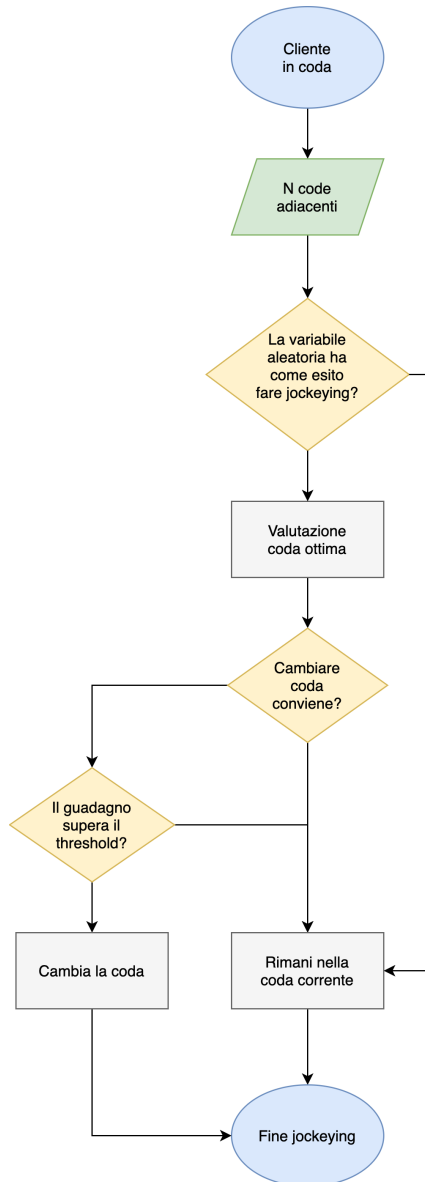 Cliente
in coda
N code
adiacenti
La variabile
aleatoria ha
come esito
fare jockeying?
Valutazione
coda ottima
Cambiare
coda
conviene?
Il guadagno
supera il
threshold?
Cambia la coda
Rimani nella
coda corrente
Fine jockeying